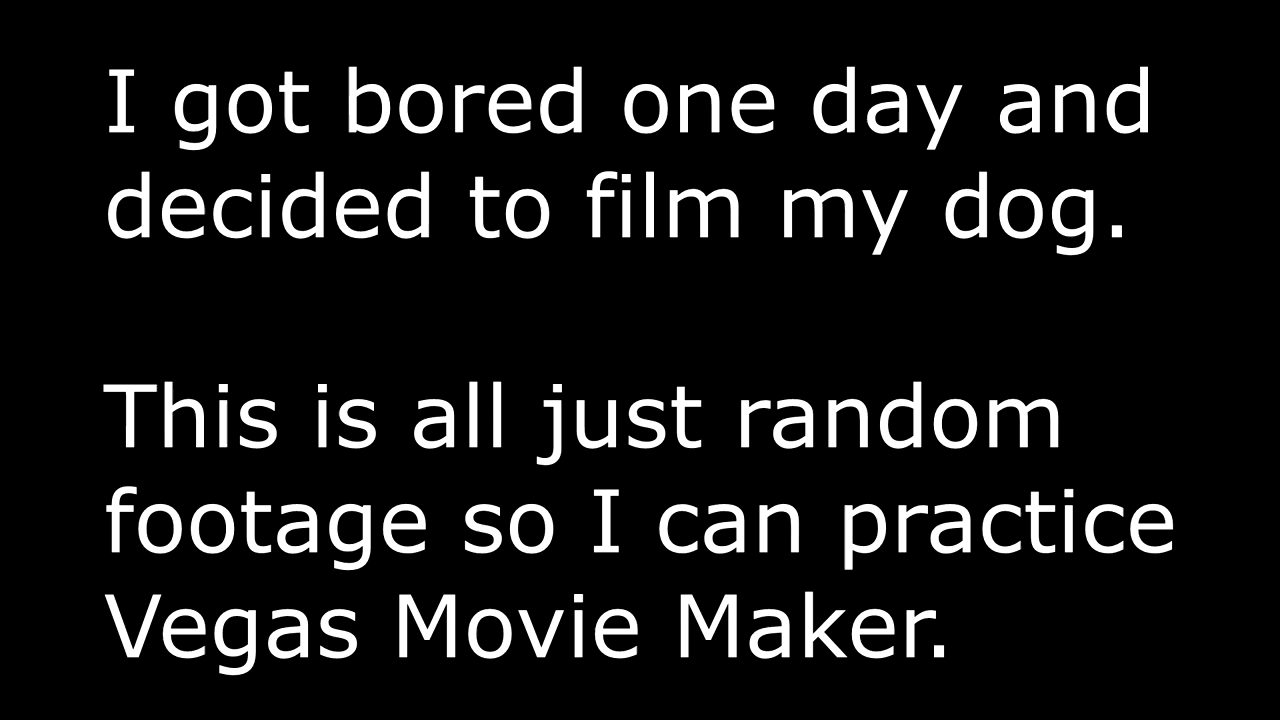 I got bored one day and
decided to film my dog.
This is all just random
footage so I can practice
Vegas Movie Maker.